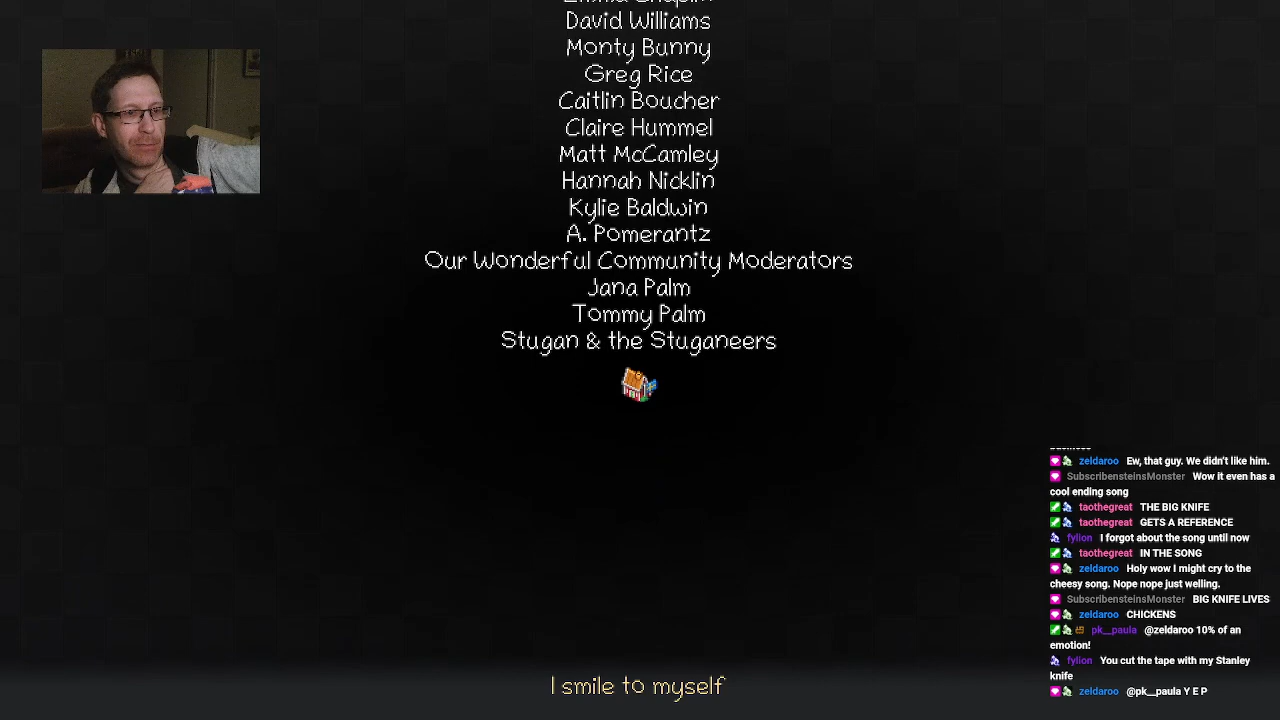 David Williams
Monty Bunny
Greg Rice
Caitlin Boucher
Claire Hummel
Matt McCamley
Hannah Nicklin
Kylie Baldwin
A. Pomerantz
Our Wonderful Community Moderators
Jana Palm
Tommy Palm
Stugan & the Stuganeers
I smile to myself
zeldaroo Ew, that guy. We didn't like him.
SubscribensteinsMonster Wow it even has a
cool ending song
taothegreat THE BIG KNIFE
taothegreat GETS A REFERENCE
fylion I forgot about the song until now
taothegreat IN THE SONG
zeldaroo Holy wow I might cry to the
cheesy song. Nope nope just welling.
SubscribensteinsMonster BIG KNIFE LIVES
zeldaroo CHICKENS
pk__paula @zeldaroo 10% of an
emotion!
fylion You cut the tape with my Stanley
knife
zeldaroo @pk__paula Y E P